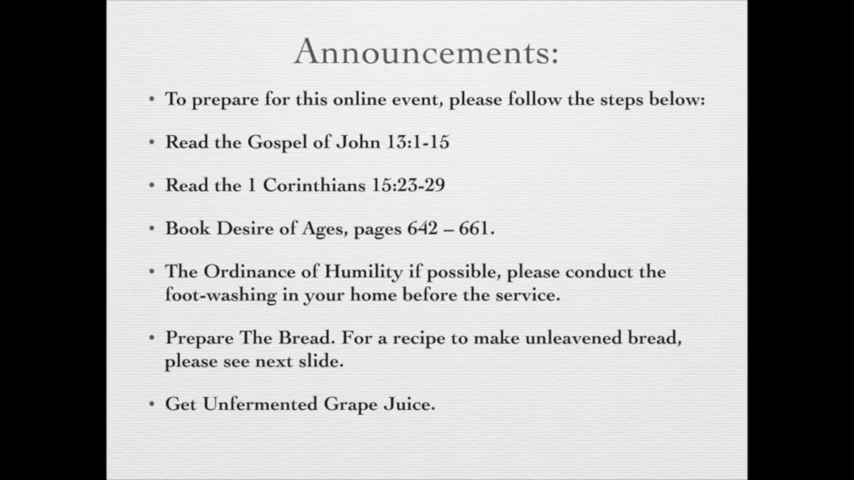 Announcements:
• To prepare for this online event, please follow the steps below:
• Read the Gospel of John 13:1-15
• Read the 1 Corinthians 15:23-29
• Book Desire of Ages, pages 642 – 661.
• The Ordinance of Humility if possible, please conduct the
foot-washing in your home before the service.
• Prepare The Bread. For a recipe to make unleavened bread,
please see next slide.
• Get Unfermented Grape Juice.